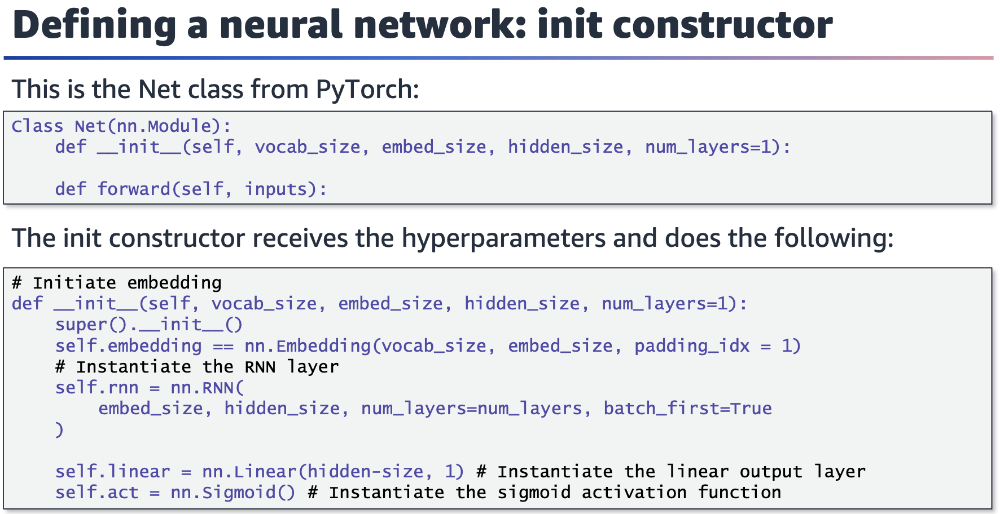 Defining a neural network: init constructor
This is the Net class from PyTorch:
Class Net(nn.Module):
    def __init__(self, vocab_size, embed_size, hidden_size, num_layers=1):
    def forward(self, inputs):
The init constructor receives the hyperparameters and does the following:
# Initiate embedding
def __init__(self, vocab_size, embed_size, hidden_size, num_layers=1):
    super().__init__()
    self.embedding == nn.Embedding(vocab_size, embed_size, padding_idx = 1)
    # Instantiate the RNN layer
    self.rnn = nn.RNN(
        embed_size, hidden_size, num_layers=num_layers, batch_first=True
    )
    self.linear = nn.Linear(hidden-size, 1) # Instantiate the linear output layer
    self.act = nn.Sigmoid() # Instantiate the sigmoid activation function